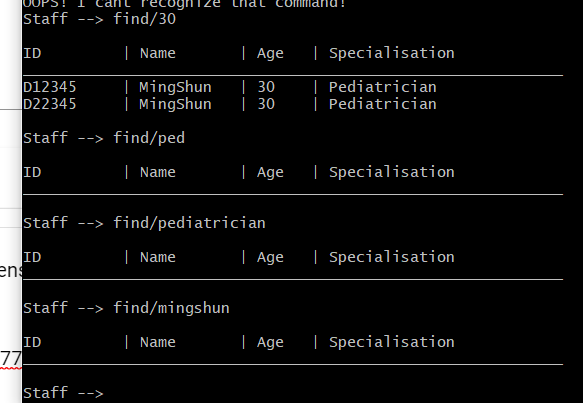 OOPS! I cant recognize that command!
Staff --> find/30
ID | Name | Age | Specialisation
D12345 | MingShun | 30 | Pediatrician
D22345 | MingShun | 30 | Pediatrician
Staff --> find/ped
ID | Name | Age | Specialisation
Staff --> find/pediatrician
ID | Name | Age | Specialisation
ens
Staff --> find/mingshun
ID | Name | Age | Specialisation
77
Staff -->